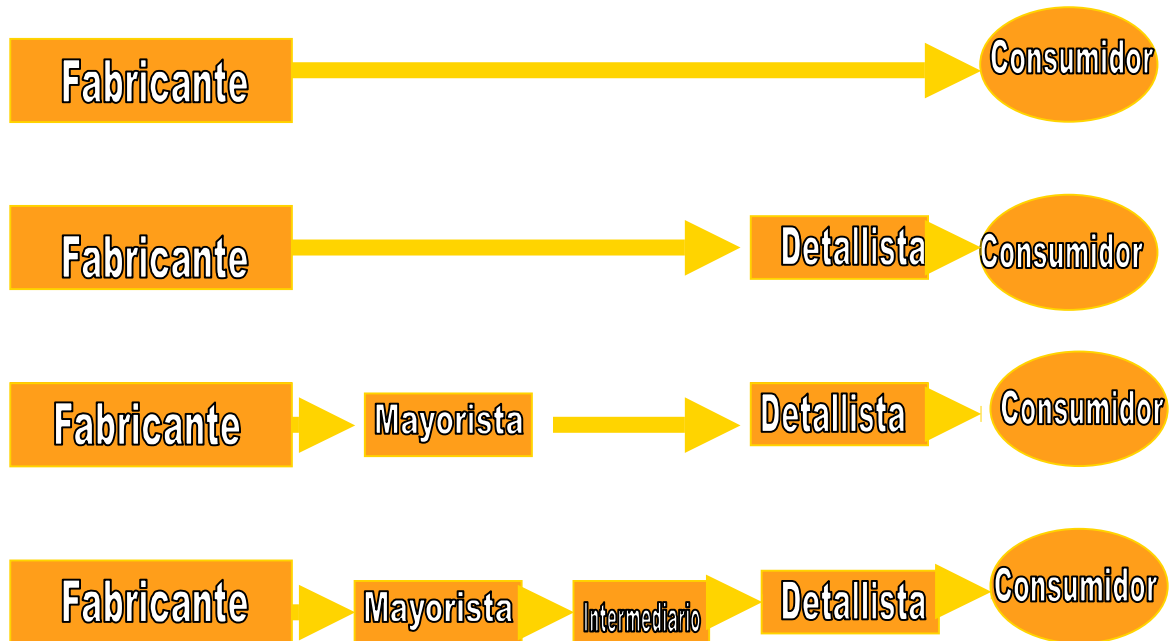 Fabricante Consumidor
Fabricante Detallista Consumidor
Fabricante Mayorista Detallista Consumidor
Fabricante Mayorista Intermediario Detallista Consumidor